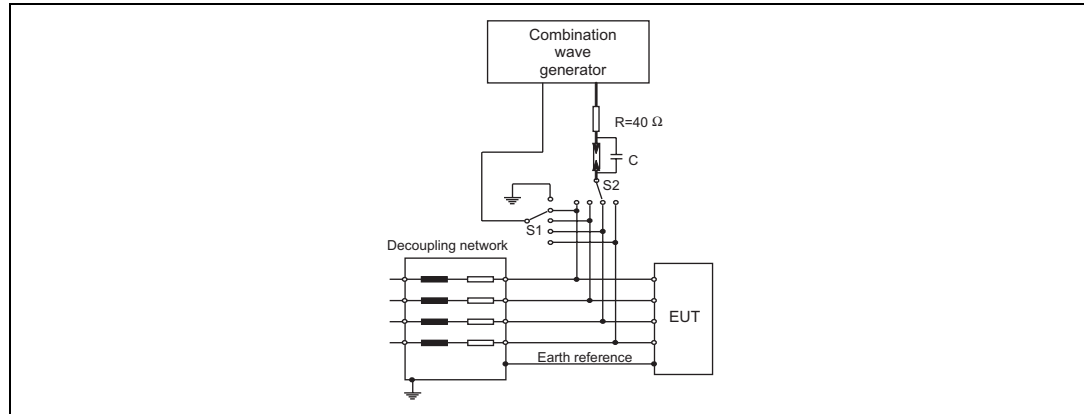 Combination
wave
generator
R=40 Ω
C
S2
S1
Decoupling network
EUT
Earth reference